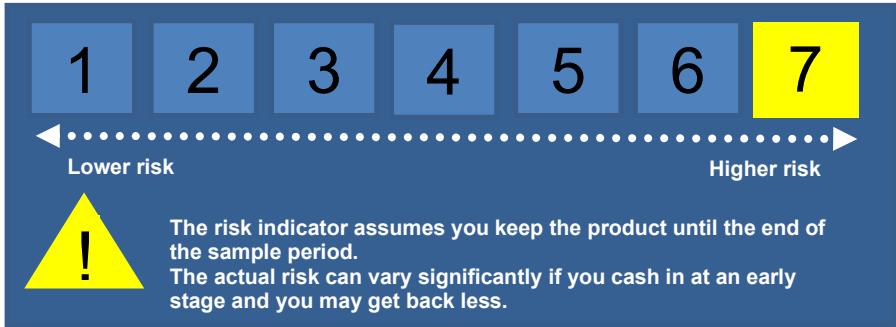 1 2 3 4 5 6 7
Lower risk Higher risk
!
The risk indicator assumes you keep the product until the end of
the sample period.
The actual risk can vary significantly if you cash in at an early
stage and you may get back less.